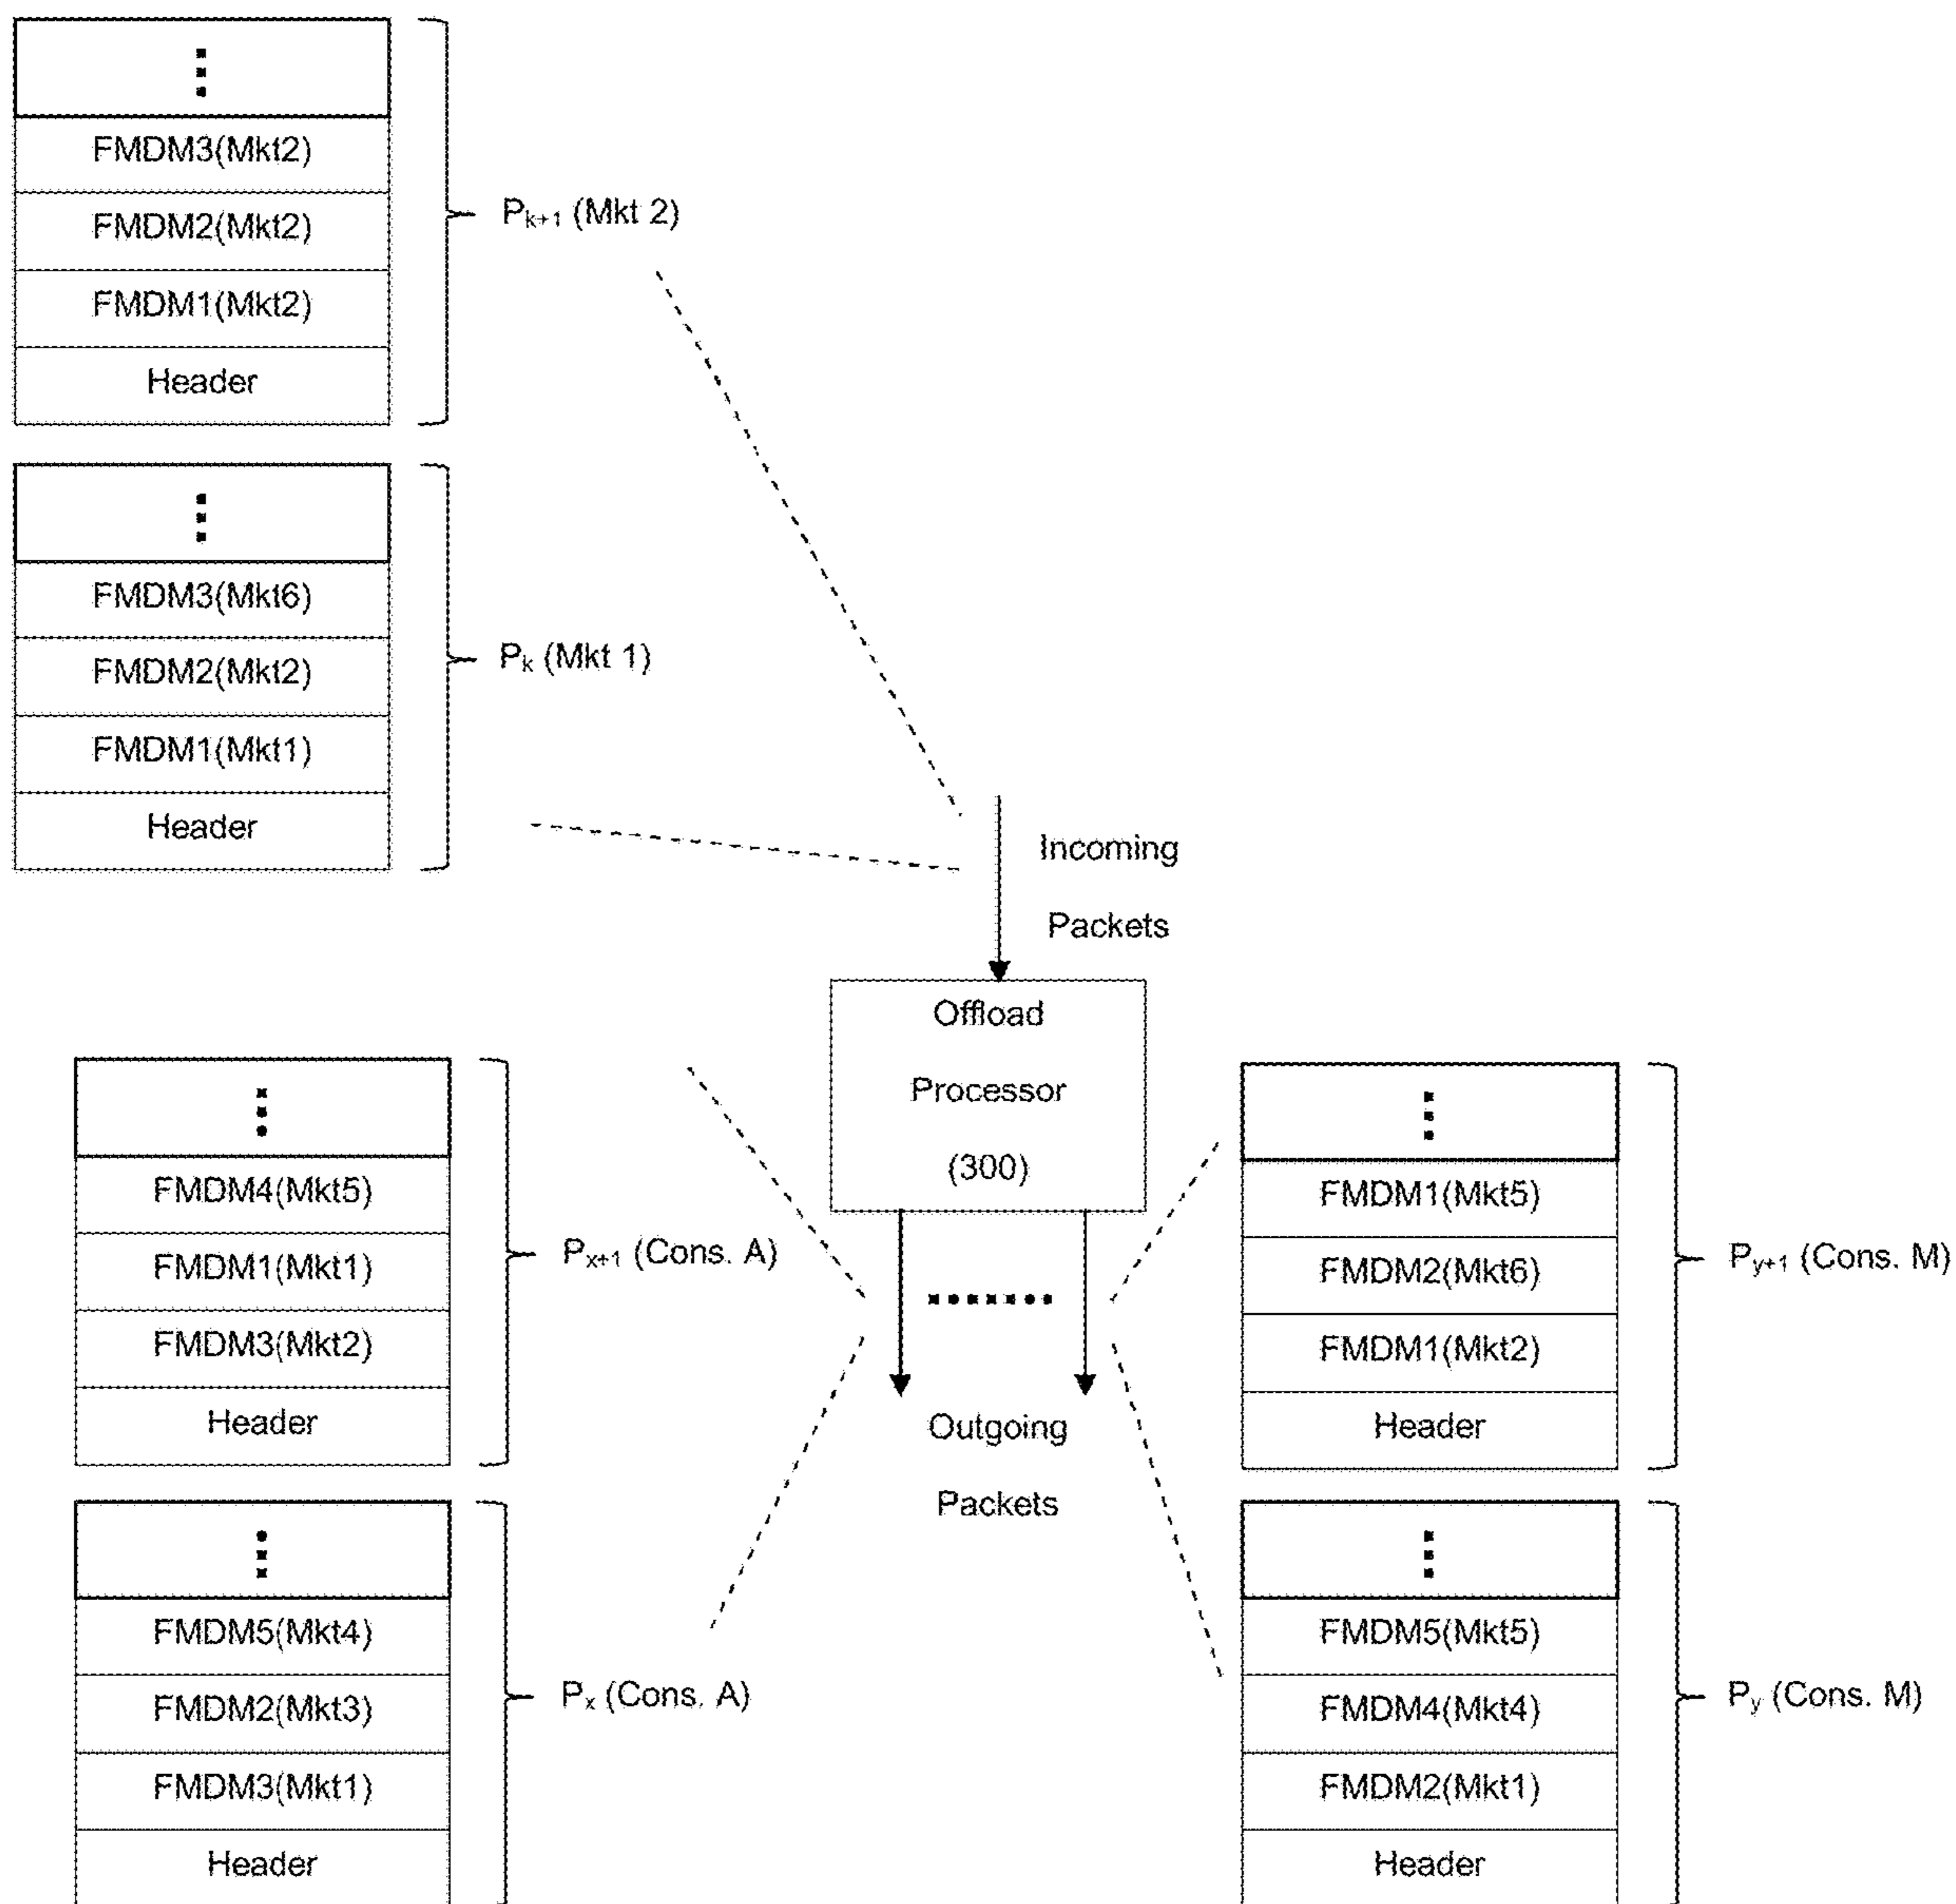 FMDM3(Mkt2)
FMDM2(Mkt2)
FMDM1(Mkt2)
Header
Pk+1 (Mkt 2)
FMDM3(Mkt6)
FMDM2(Mkt2)
FMDM1(Mkt1)
Header
Pk (Mkt 1)
Incoming
Packets
Offload
Processor
(300)
Outgoing
Packets
FMDM4(Mkt5)
FMDM1(Mkt1)
FMDM3(Mkt2)
Header
Px+1 (Cons. A)
FMDM5(Mkt4)
FMDM2(Mkt3)
FMDM3(Mkt1)
Header
Px (Cons. A)
FMDM1(Mkt5)
FMDM2(Mkt6)
FMDM1(Mkt2)
Header
Py+1 (Cons. M)
FMDM5(Mkt5)
FMDM4(Mkt4)
FMDM2(Mkt1)
Header
Py (Cons. M)